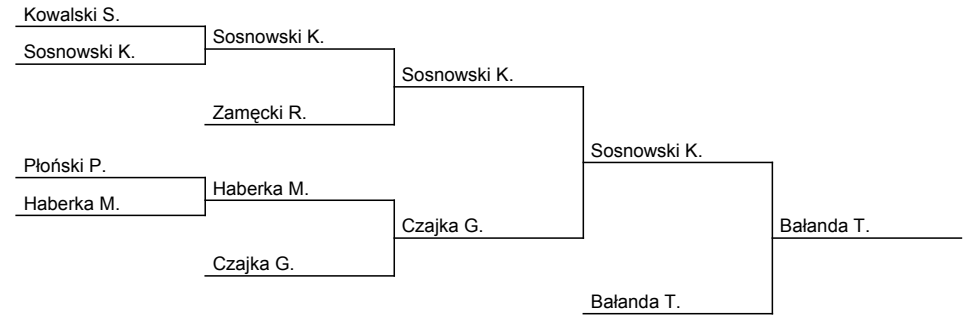 Kowalski S.
Sosnowski K.
Sosnowski K.
Sosnowski K.
Zamęcki R.
Sosnowski K.
Płoński P.
Haberka M.
Haberka M.
Czajka G.
Bałanda T.
Czajka G.
Bałanda T.